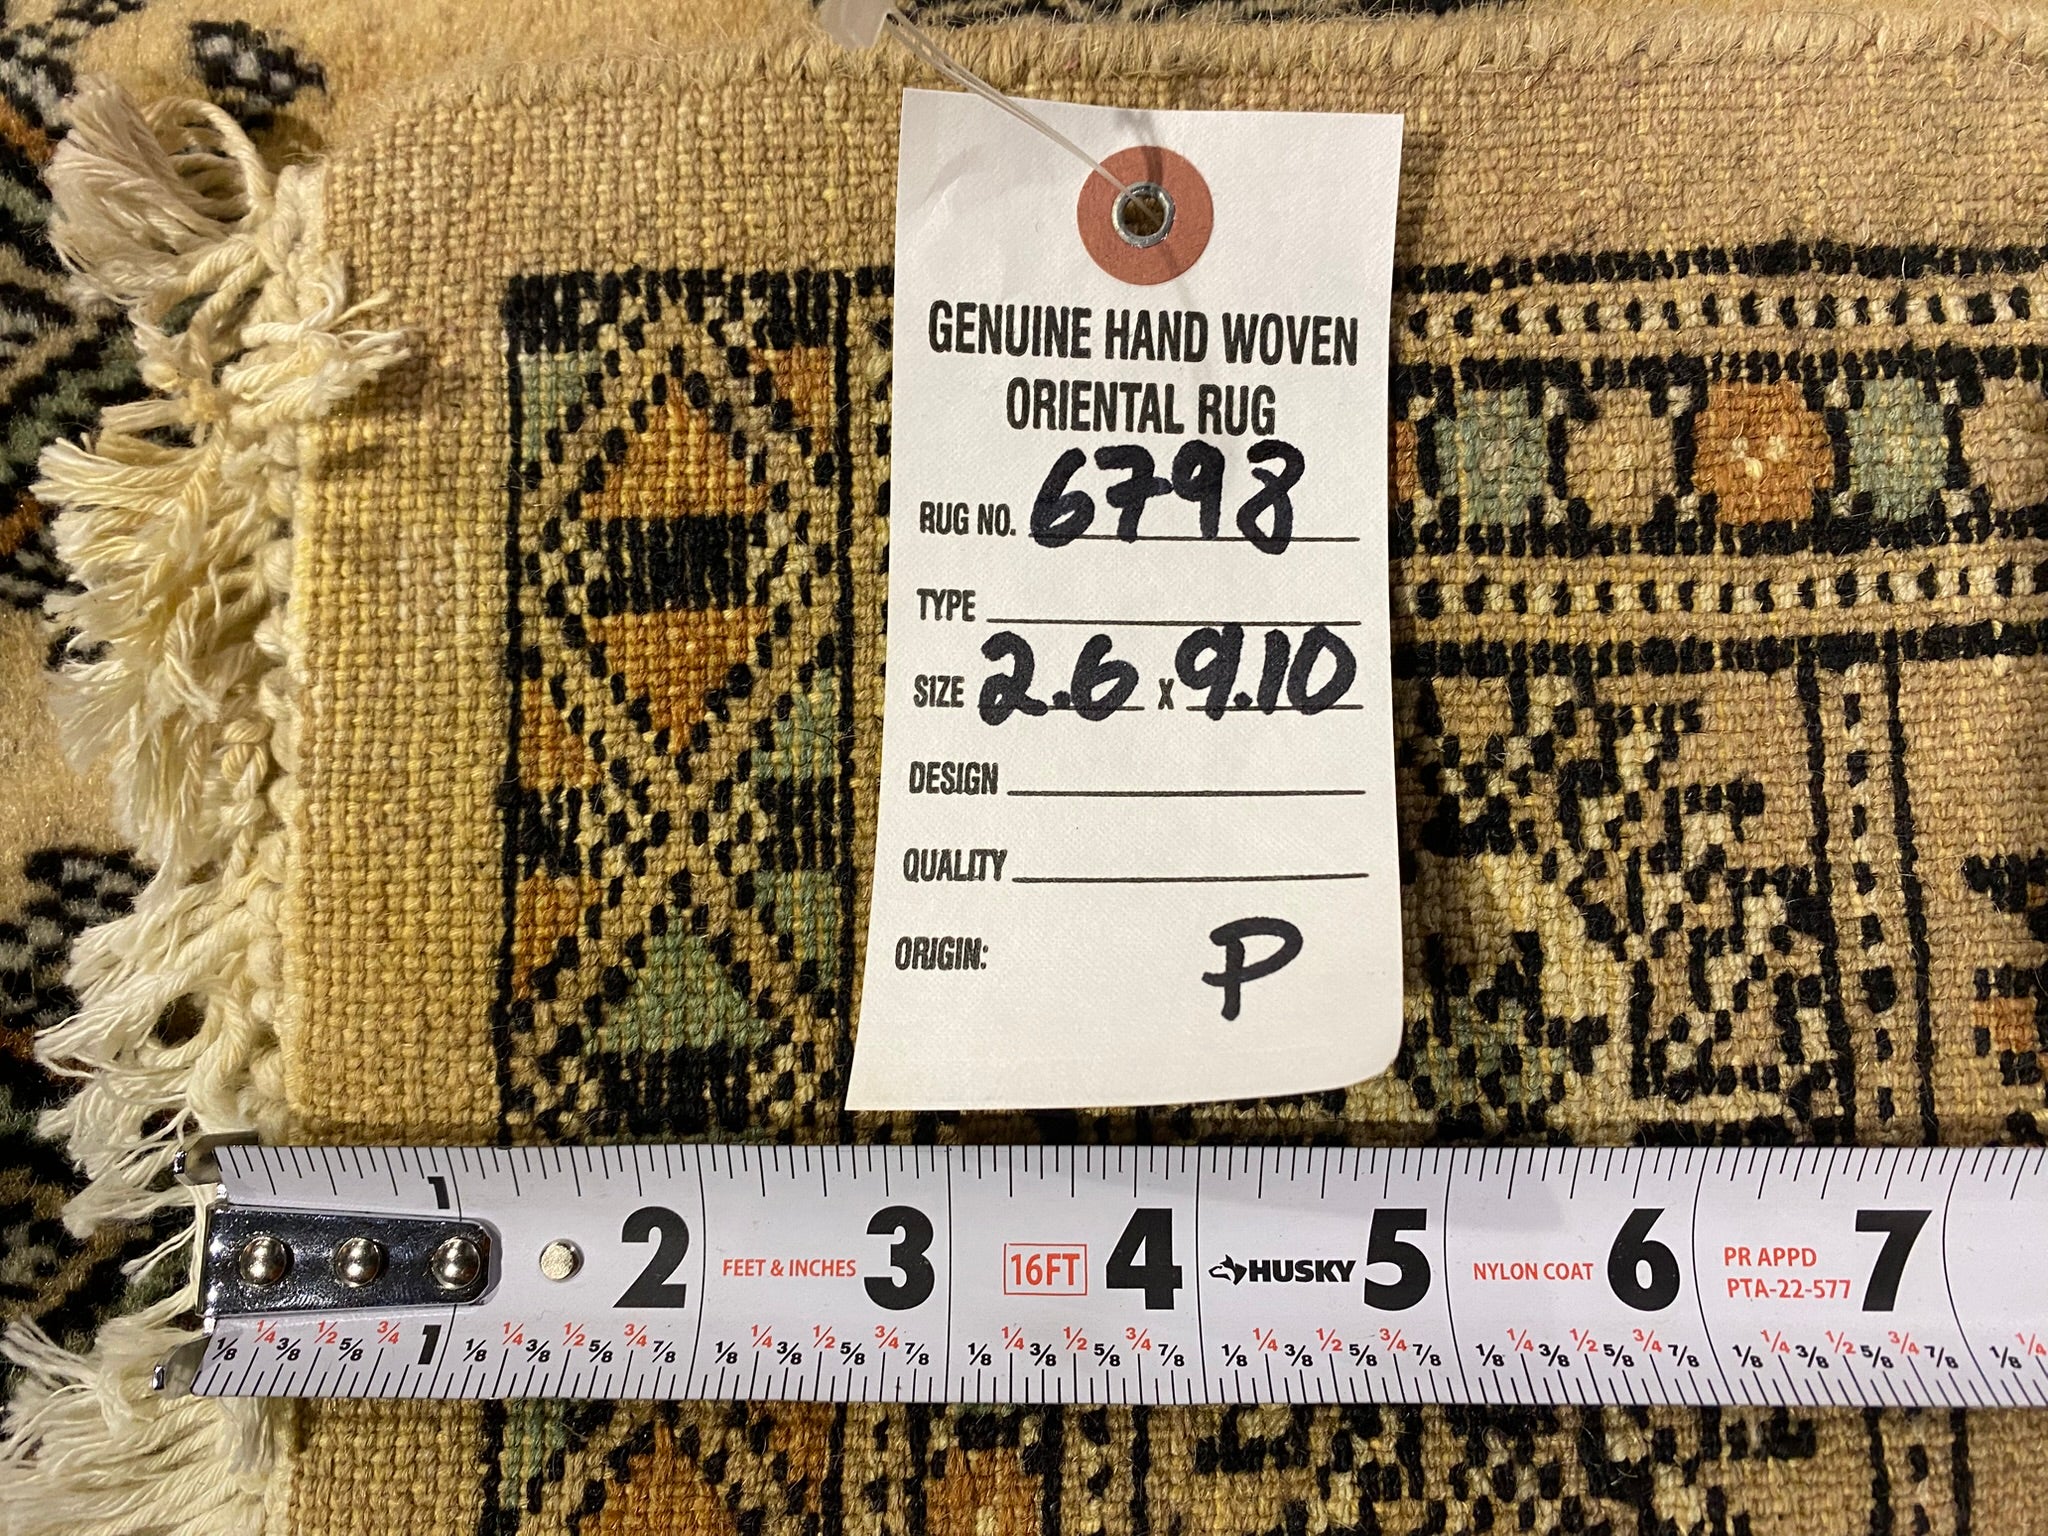 GENUINE HAND WOVEN
ORIENTAL RUG
RUG NO. 6798
TYPE
SIZE 2.6 x 9.10
DESIGN
QUALITY
ORIGIN: P
1
2 FEET & INCHES 3 16FT 4 HUSKY 5 NYLON COAT 6 PR APPD 7
PTA-22-577
1/8 1/4 3/8 1/2 5/8 3/4 1 1/8 1/4 3/8 1/2 5/8 3/4 7/8 1/8 1/4 3/8 1/2 5/8 3/4 7/8 1/8 1/4 3/8 1/2 5/8 3/4 7/8 1/8 1/4 3/8 1/2 5/8 3/4 7/8 1/8 1/4 3/8 1/2 5/8 3/4 7/8 1/8 1/4 3/8 1/2 5/8 3/4 7/8 1/8 1/4